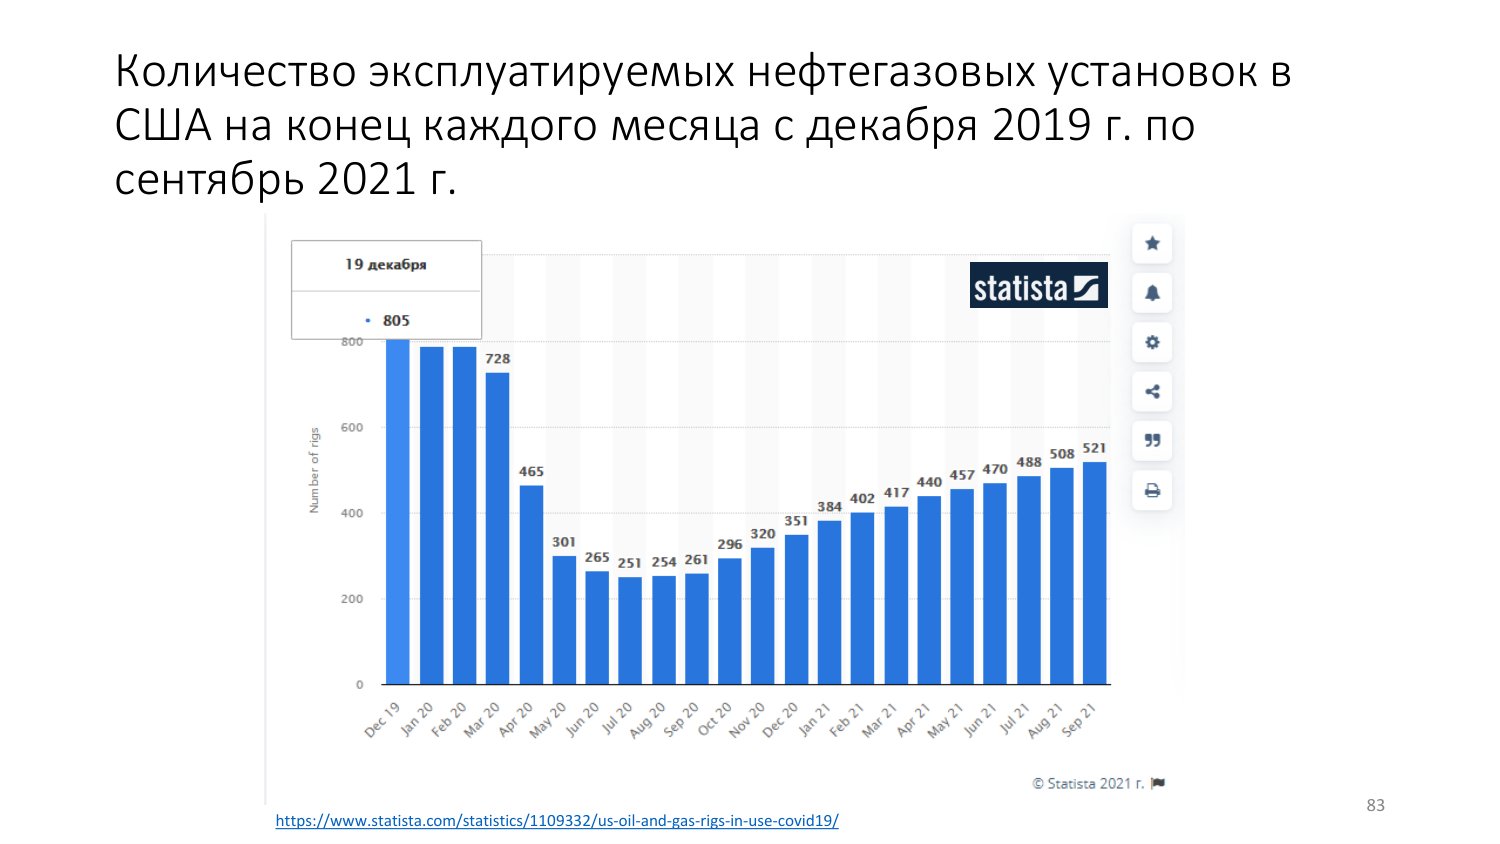 Количество эксплуатируемых нефтегазовых установок в
США на конец каждого месяца с декабря 2019 г. по
сентябрь 2021 г.
19 декабря
805
statista
800
600
400
200
0
Number of rigs
728
465
301
265
251
254
261
296
320
351
384
402
417
440
457
470
488
508
521
Dec 19
Jan 20
Feb 20
Mar 20
Apr 20
May 20
Jun 20
Jul 20
Aug 20
Sep 20
Oct 20
Nov 20
Dec 20
Jan 21
Feb 21
Mar 21
Apr 21
May 21
Jun 21
Jul 21
Aug 21
Sep 21
© Statista 2021 г.
83
https://www.statista.com/statistics/1109332/us-oil-and-gas-rigs-in-use-covid19/